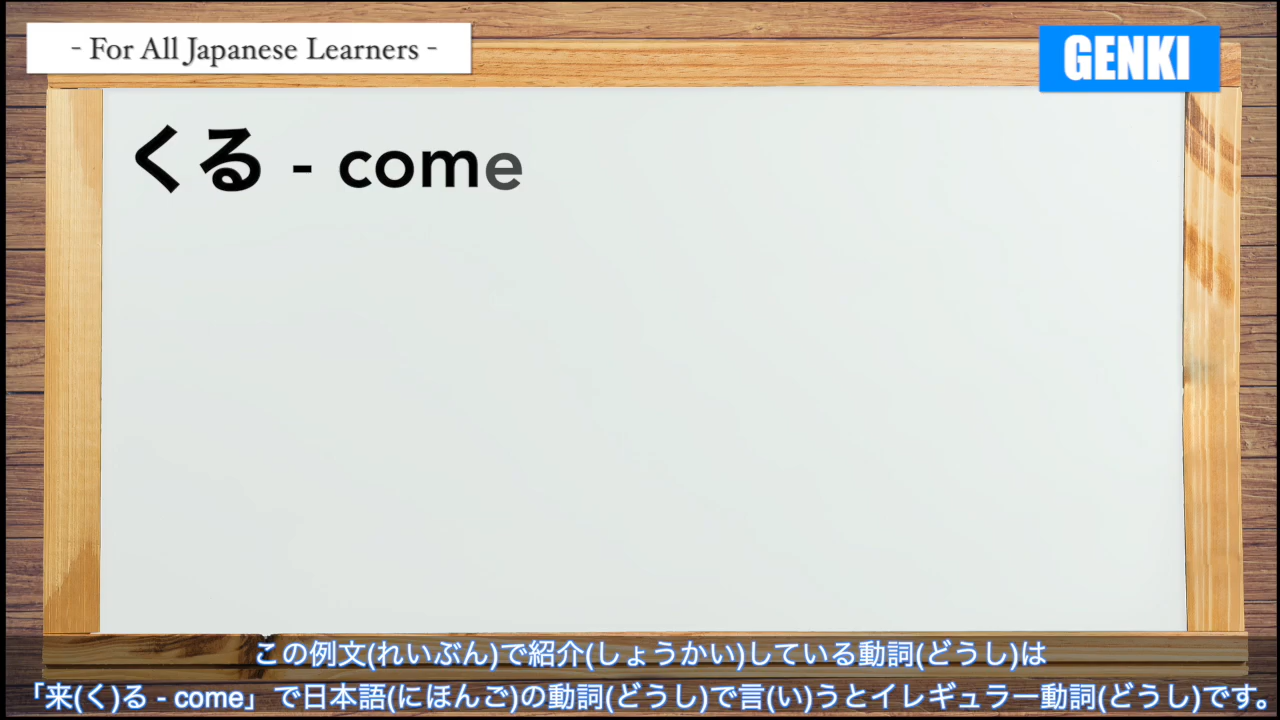 - For All Japanese Learners -
GENKI
くる - come
この例文(れいぶん)で紹介(しょうかい)している動詞(どうし)は
「来(く)る - come」で日本語(にほんご)の動詞(どうし)で言(い)うとイレギュラー動詞(どうし)です。